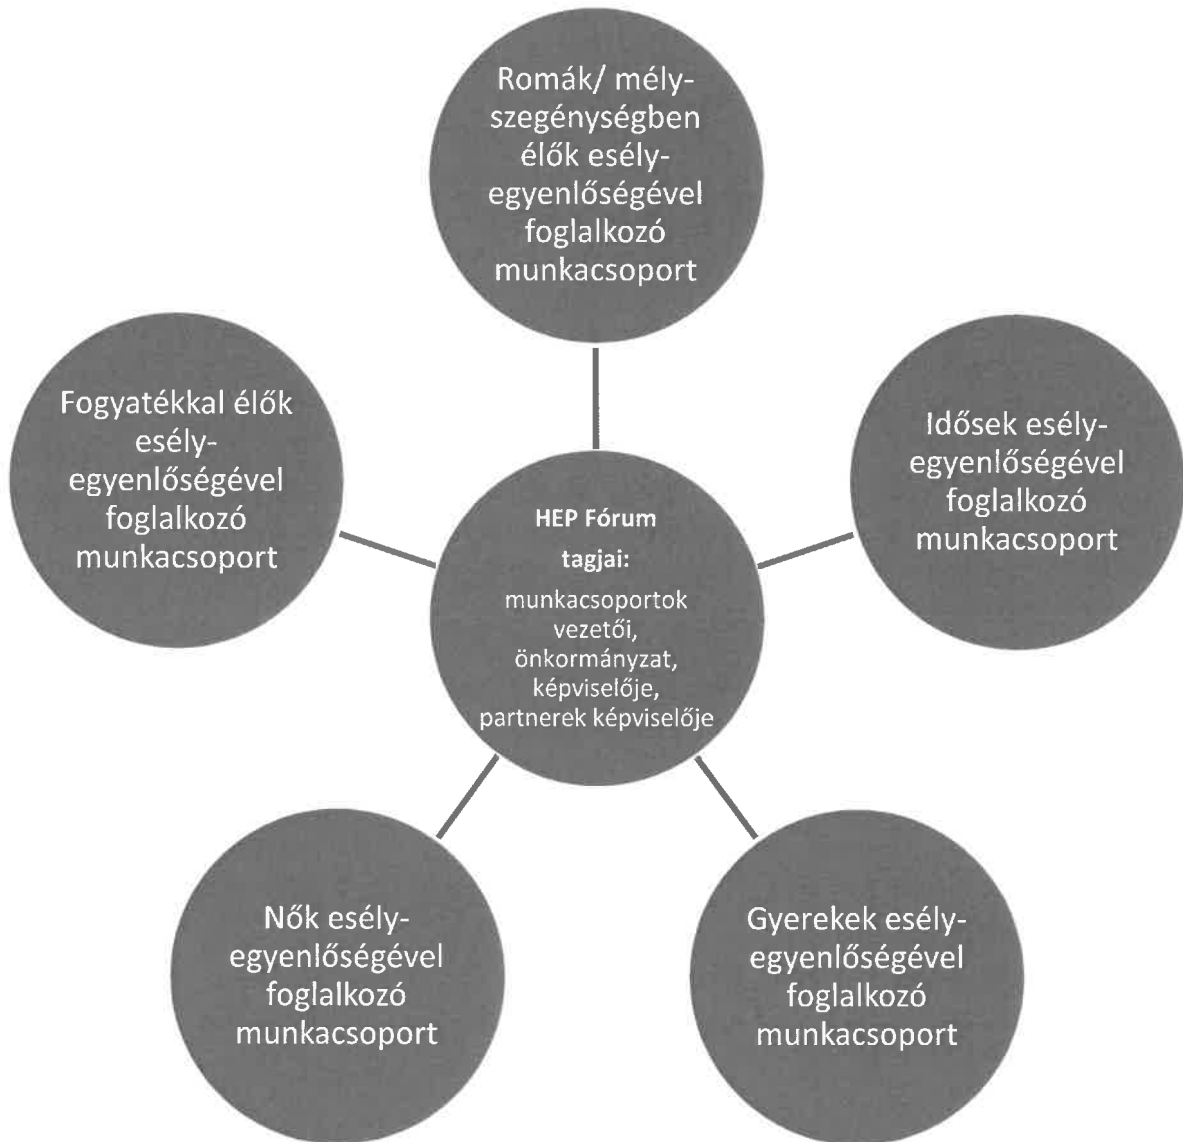 Romák/ mély-
szegénységben
élők esély-
egyenlőségével
foglalkozó
munkacsoport
Fogyatékkal élők
esély-
egyenlőségével
foglalkozó
munkacsoport
Idősek esély-
egyenlőségével
foglalkozó
munkacsoport
HEP Fórum
tagjai:
munkacsoportok
vezetői,
önkormányzat,
képviselője,
partnerek képviselője
Nők esély-
egyenlőségével
foglalkozó
munkacsoport
Gyerekek esély-
egyenlőségével
foglalkozó
munkacsoport